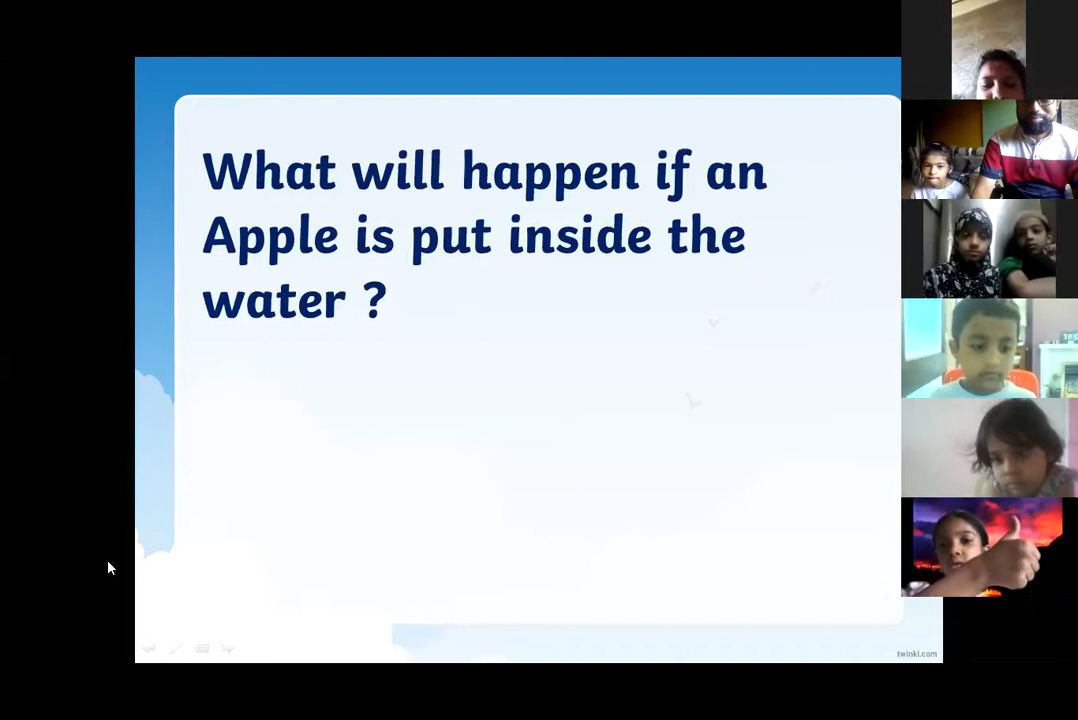 What will happen if an
Apple is put inside the
water ?
twinkl.com